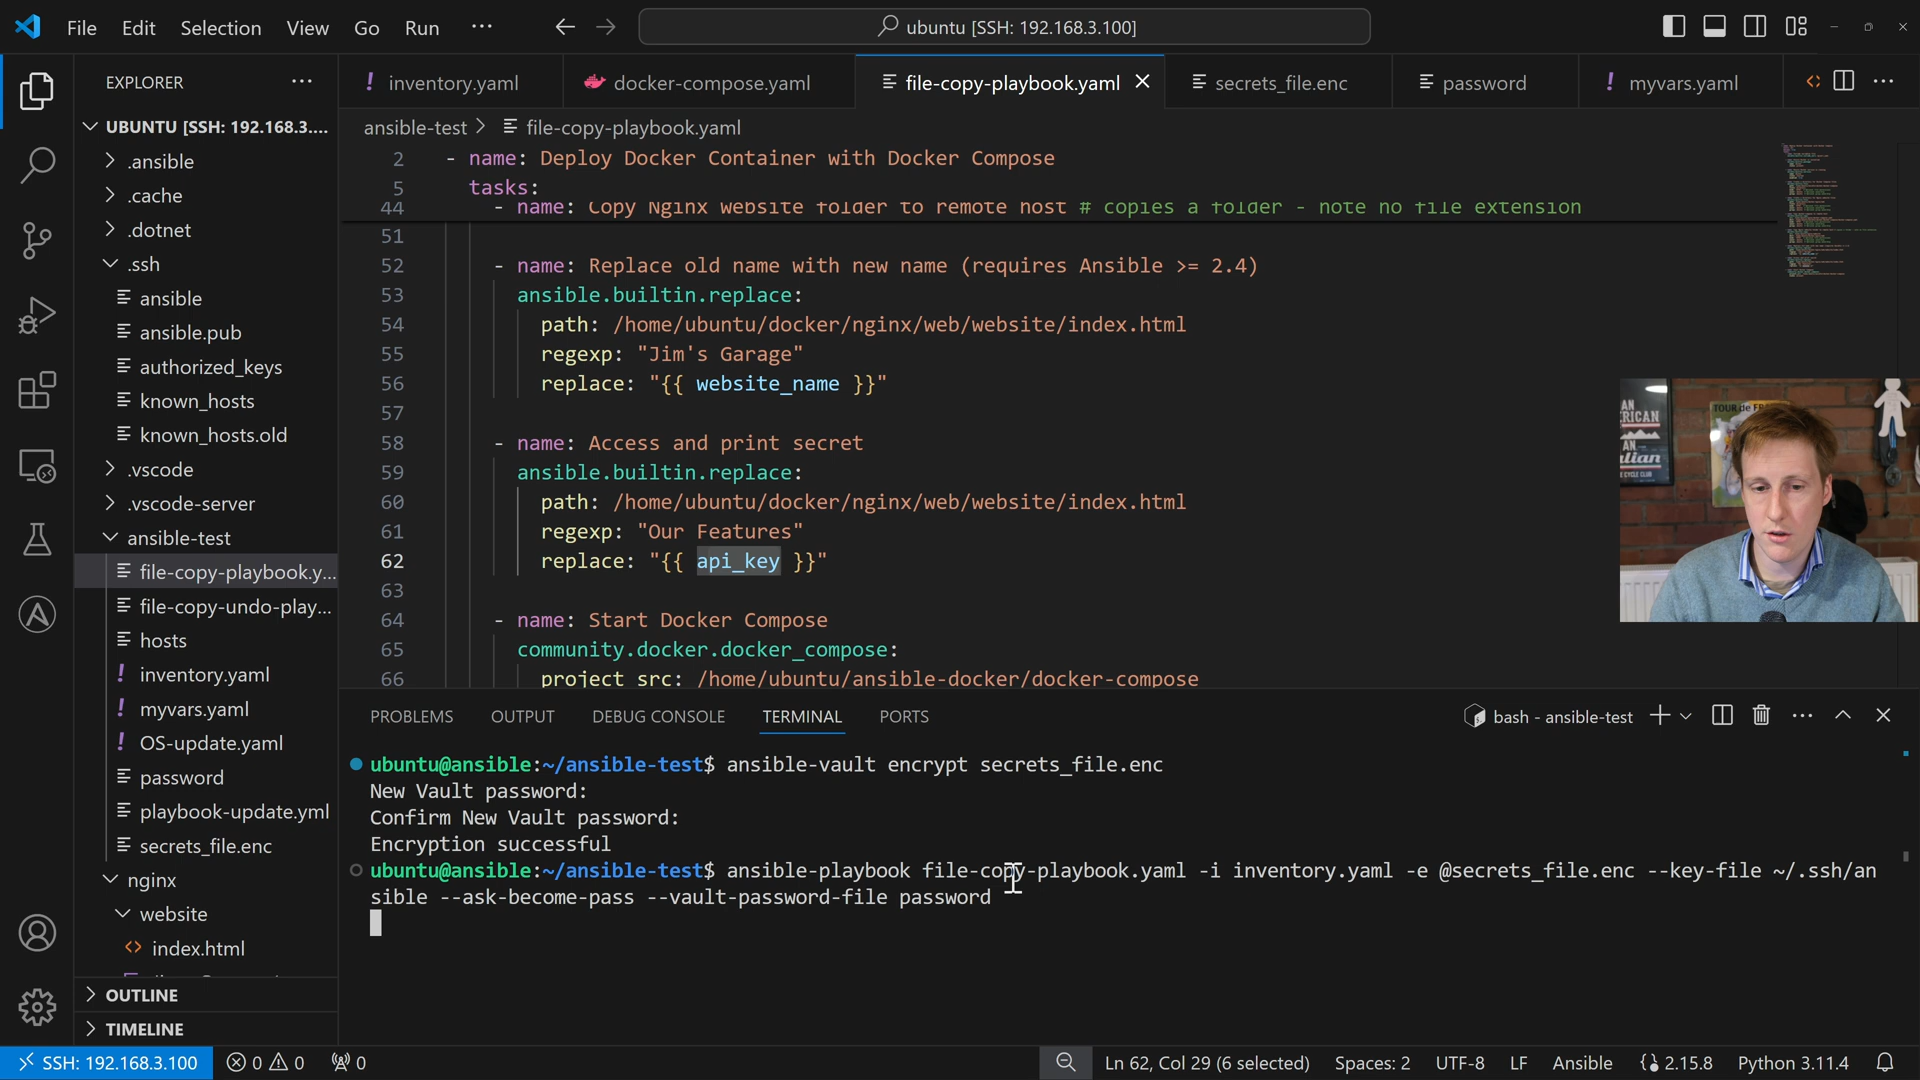 File Edit Selection View Go Run ···
ubuntu [SSH: 192.168.3.100]
EXPLORER ···
inventory.yaml
docker-compose.yaml
file-copy-playbook.yaml
secrets_file.enc
password
myvars.yaml
UBUNTU [SSH: 192.168.3....
.ansible
.cache
.dotnet
.ssh
ansible
ansible.pub
authorized_keys
known_hosts
known_hosts.old
.vscode
.vscode-server
ansible-test
file-copy-playbook.y...
file-copy-undo-play...
hosts
inventory.yaml
myvars.yaml
OS-update.yaml
password
playbook-update.yml
secrets_file.enc
nginx
website
index.html
OUTLINE
TIMELINE
ansible-test > file-copy-playbook.yaml
2 - name: Deploy Docker Container with Docker Compose
5 tasks:
44 - name: Copy Nginx website folder to remote host # copies a folder - note no file extension
51
52 - name: Replace old name with new name (requires Ansible >= 2.4)
53 ansible.builtin.replace:
54 path: /home/ubuntu/docker/nginx/web/website/index.html
55 regexp: "Jim's Garage"
56 replace: "{{ website_name }}"
57
58 - name: Access and print secret
59 ansible.builtin.replace:
60 path: /home/ubuntu/docker/nginx/web/website/index.html
61 regexp: "Our Features"
62 replace: "{{ api_key }}"
63
64 - name: Start Docker Compose
65 community.docker.docker_compose:
66 project_src: /home/ubuntu/ansible-docker/docker-compose
PROBLEMS OUTPUT DEBUG CONSOLE TERMINAL PORTS
bash - ansible-test
ubuntu@ansible:~/ansible-test$ ansible-vault encrypt secrets_file.enc
New Vault password:
Confirm New Vault password:
Encryption successful
ubuntu@ansible:~/ansible-test$ ansible-playbook file-copy-playbook.yaml -i inventory.yaml -e @secrets_file.enc --key-file ~/.ssh/an
sible --ask-become-pass --vault-password-file password
SSH: 192.168.3.100 0 0 0
Ln 62, Col 29 (6 selected) Spaces: 2 UTF-8 LF Ansible 2.15.8 Python 3.11.4